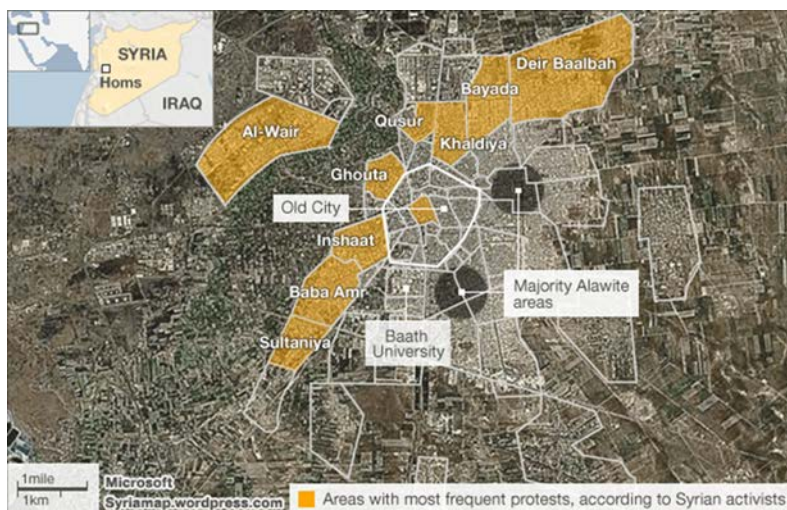 SYRIA
Homs
IRAQ
Deir Baalbah
Bayada
Al-Wair
Qusur
Khaldiya
Ghouta
Old City
Inshaat
Majority Alawite
areas
Baba Amr
Baath
University
Sultaniya
1mile
1km
Microsoft
Syriamap.wordpress.com
Areas with most frequent protests, according to Syrian activists